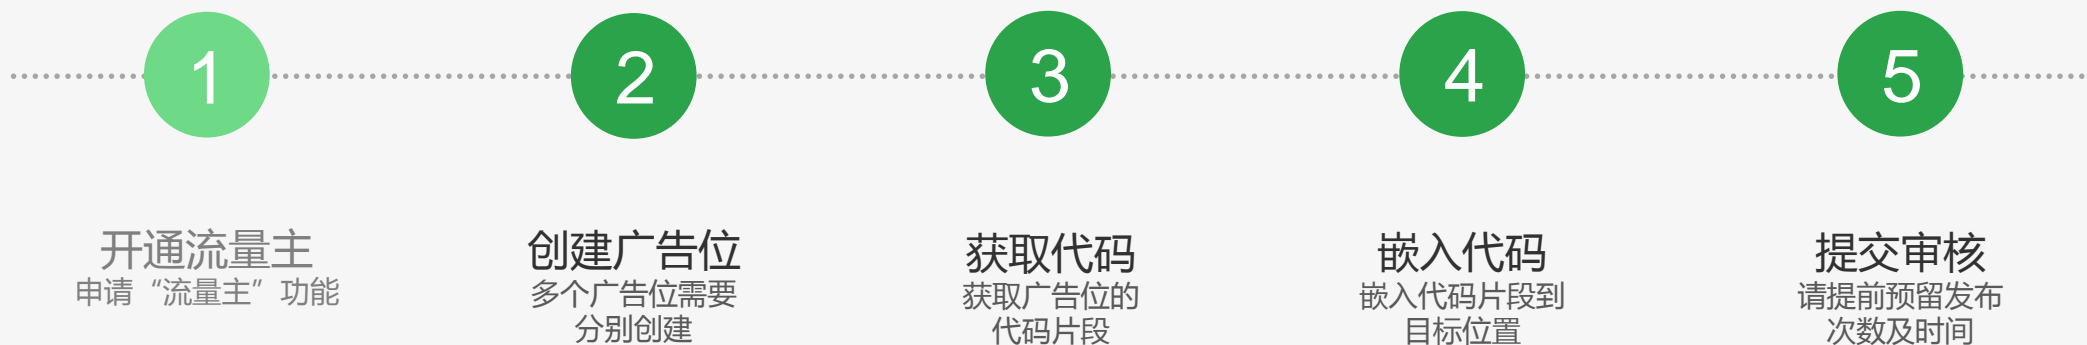 1
2
3
4
5
开通流量主
申请“流量主”功能
创建广告位
多个广告位需要
分别创建
获取代码
获取广告位的
代码片段
嵌入代码
嵌入代码片段到
目标位置
提交审核
请提前预留发布
次数及时间